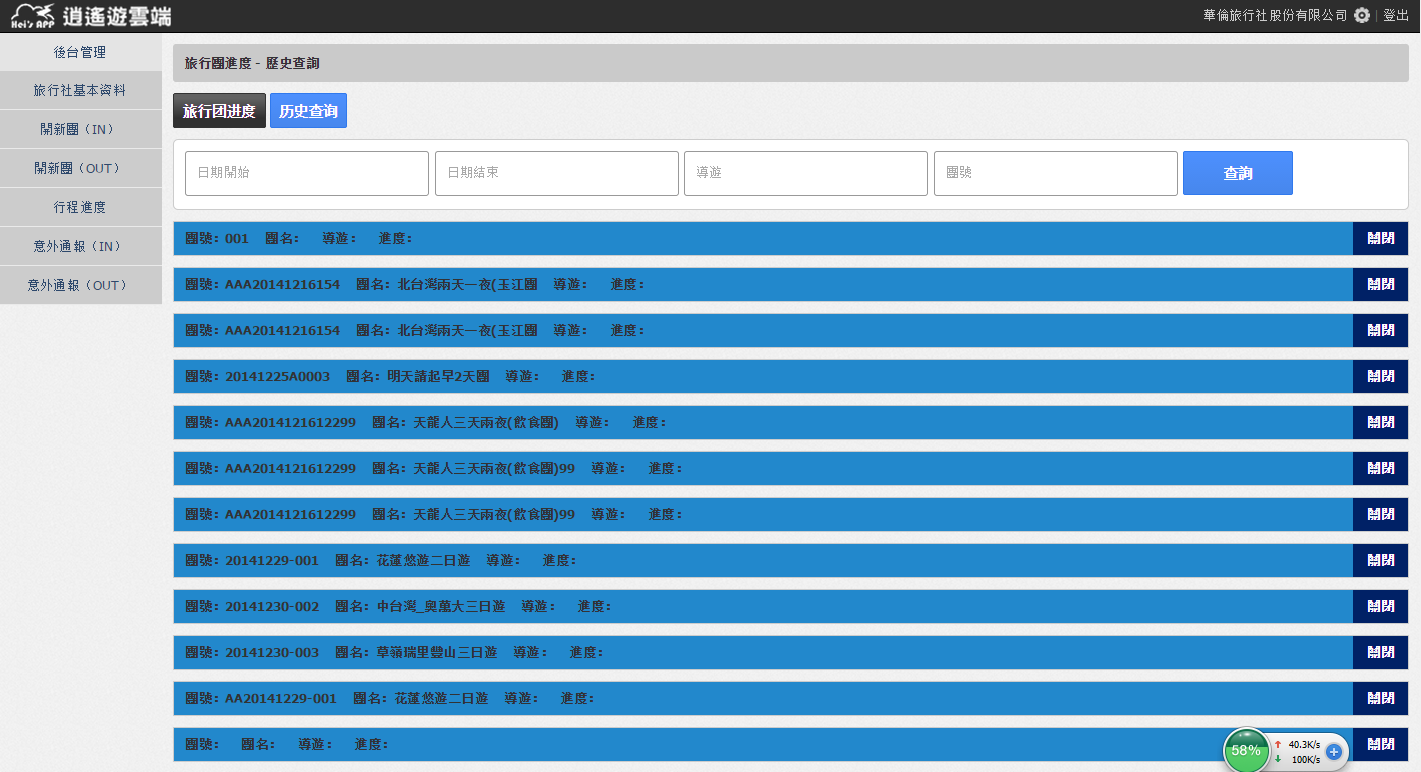 Hei's APP 逍遙遊雲端
華倫旅行社股份有限公司 | 登出
後台管理
旅行社基本資料
開新團（IN）
開新團（OUT）
行程進度
意外通報（IN）
意外通報（OUT）
旅行團進度 - 歷史查詢
旅行团进度 历史查询
日期開始 日期結束 導遊 團號 查詢
團號: 001 團名: 導遊: 進度: 關閉
團號: AAA20141216154 團名: 北台灣兩天一夜(玉江團 導遊: 進度: 關閉
團號: AAA20141216154 團名: 北台灣兩天一夜(玉江團 導遊: 進度: 關閉
團號: 20141225A0003 團名: 明天請起早2天團 導遊: 進度: 關閉
團號: AAA2014121612299 團名: 天龍人三天兩夜(飲食團) 導遊: 進度: 關閉
團號: AAA2014121612299 團名: 天龍人三天兩夜(飲食團)99 導遊: 進度: 關閉
團號: AAA2014121612299 團名: 天龍人三天兩夜(飲食團)99 導遊: 進度: 關閉
團號: 20141229-001 團名: 花蓮悠遊二日遊 導遊: 進度: 關閉
團號: 20141230-002 團名: 中台灣_奧萬大三日遊 導遊: 進度: 關閉
團號: 20141230-003 團名: 草嶺瑞里豐山三日遊 導遊: 進度: 關閉
團號: AA20141229-001 團名: 花蓮悠遊二日遊 導遊: 進度: 關閉
團號: 團名: 導遊: 進度: 關閉
58% 40.3K/s
100K/s